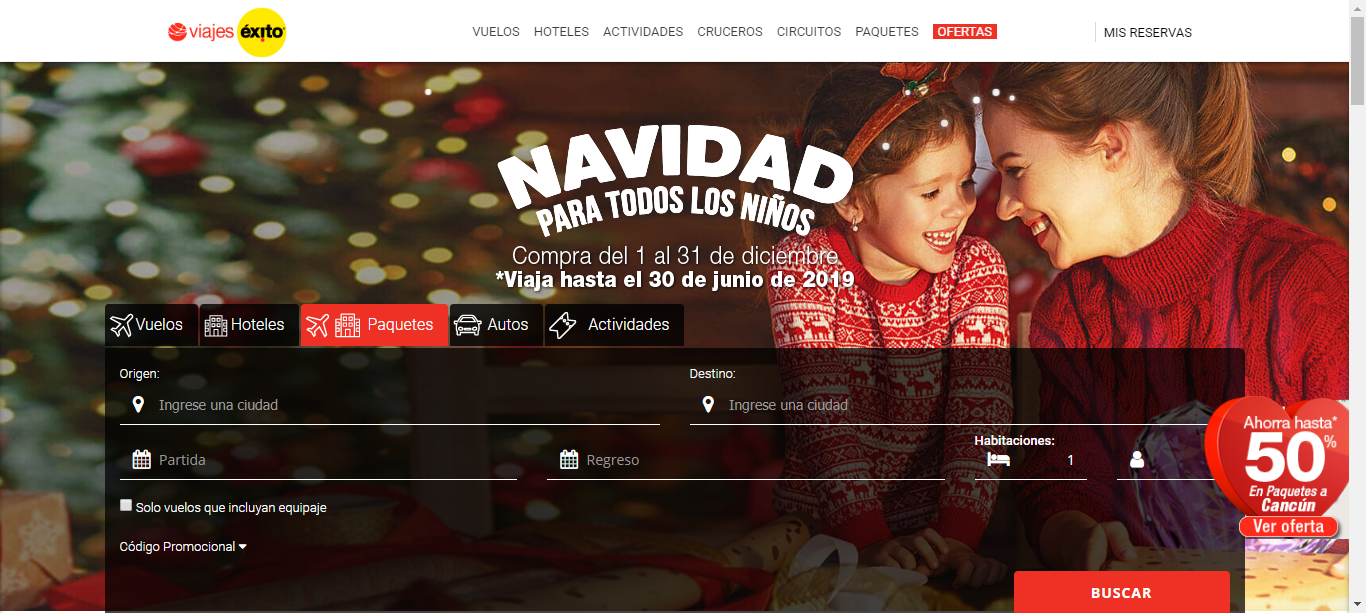 viajes éxito
VUELOS HOTELES ACTIVIDADES CRUCEROS CIRCUITOS PAQUETES OFERTAS MIS RESERVAS
NAVIDAD
PARA TODOS LOS NIÑOS
Compra del 1 al 31 de diciembre
*Viaja hasta el 30 de junio de 2019
Vuelos Hoteles Paquetes Autos Actividades
Origen: Destino:
Ingrese una ciudad Ingrese una ciudad
Habitaciones:
Partida Regreso 1
Solo vuelos que incluyan equipaje
Código Promocional
BUSCAR
Ahorra hasta*
50%
En Paquetes a
Cancún
Ver oferta